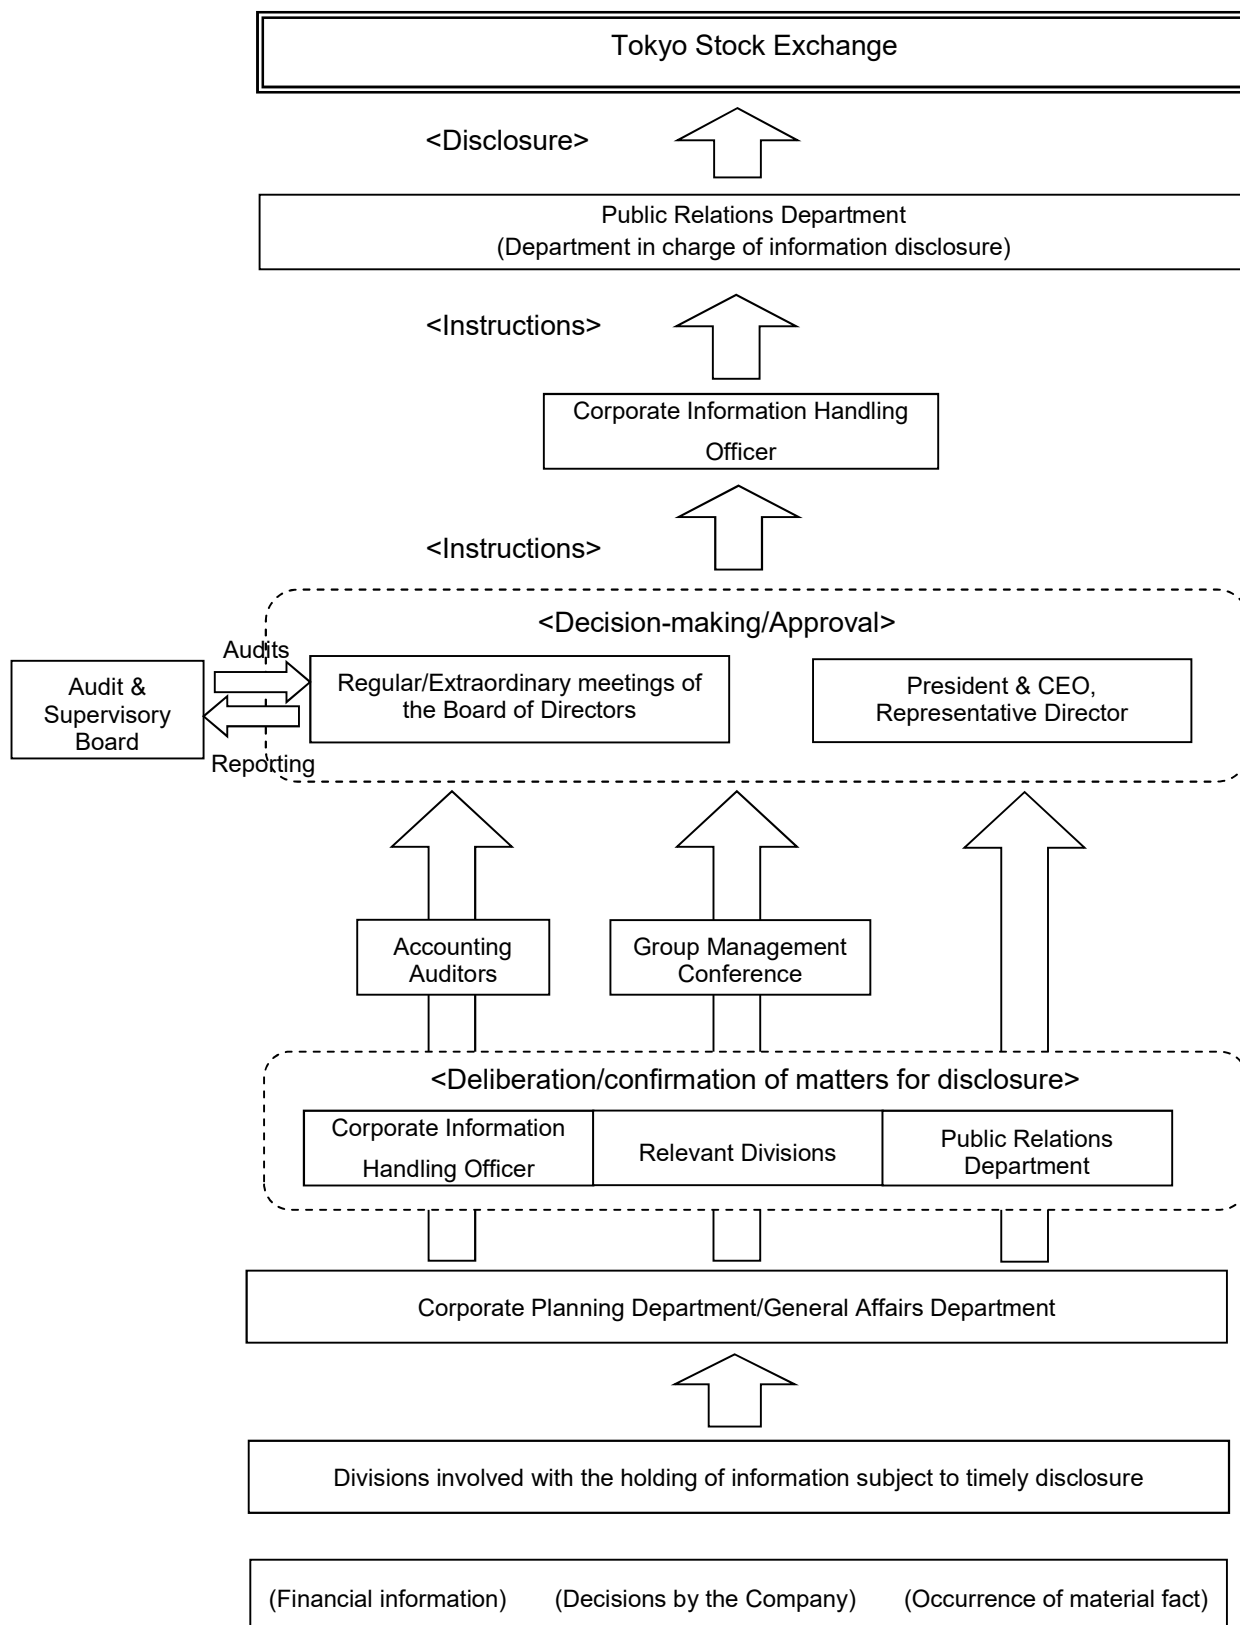 Tokyo Stock Exchange
<Disclosure>
Public Relations Department
(Department in charge of information disclosure)
<Instructions>
Corporate Information Handling
Officer
<Instructions>
<Decision-making/Approval>
Audits
Audit &
Supervisory
Board
Regular/Extraordinary meetings of
the Board of Directors
President & CEO,
Representative Director
Reporting
Accounting
Auditors
Group Management
Conference
<Deliberation/confirmation of matters for disclosure>
Corporate Information
Handling Officer
Relevant Divisions
Public Relations
Department
Corporate Planning Department/General Affairs Department
Divisions involved with the holding of information subject to timely disclosure
(Financial information) (Decisions by the Company) (Occurrence of material fact)